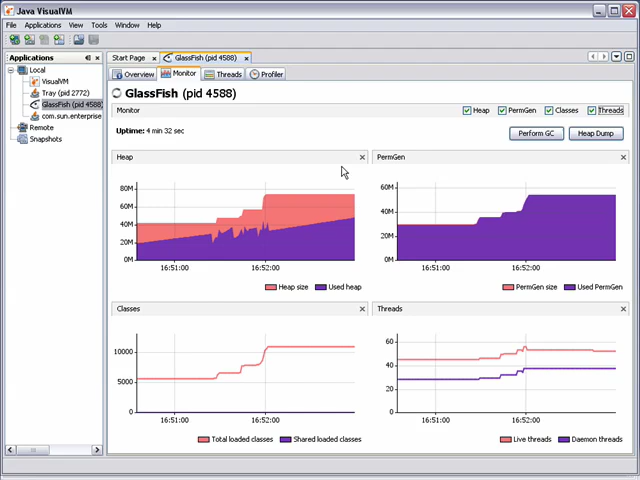 Java VisualVM
File Applications View Tools Window Help
Applications
Local
VisualVM
Tray (pid 2772)
GlassFish (pid 4588)
com.sun.enterprise
Remote
Snapshots
Start Page
GlassFish (pid 4588)
Overview Monitor Threads Profiler
GlassFish (pid 4588)
Monitor Heap PermGen Classes Threads
Uptime: 4 min 32 sec
Perform GC Heap Dump
Heap
80M
60M
40M
20M
0M
16:51:00 16:52:00
Heap size Used heap
PermGen
60M
40M
20M
0M
16:51:00 16:52:00
PermGen size Used PermGen
Classes
10000
5000
0
16:51:00 16:52:00
Total loaded classes Shared loaded classes
Threads
60
40
20
0
16:51:00 16:52:00
Live threads Daemon threads